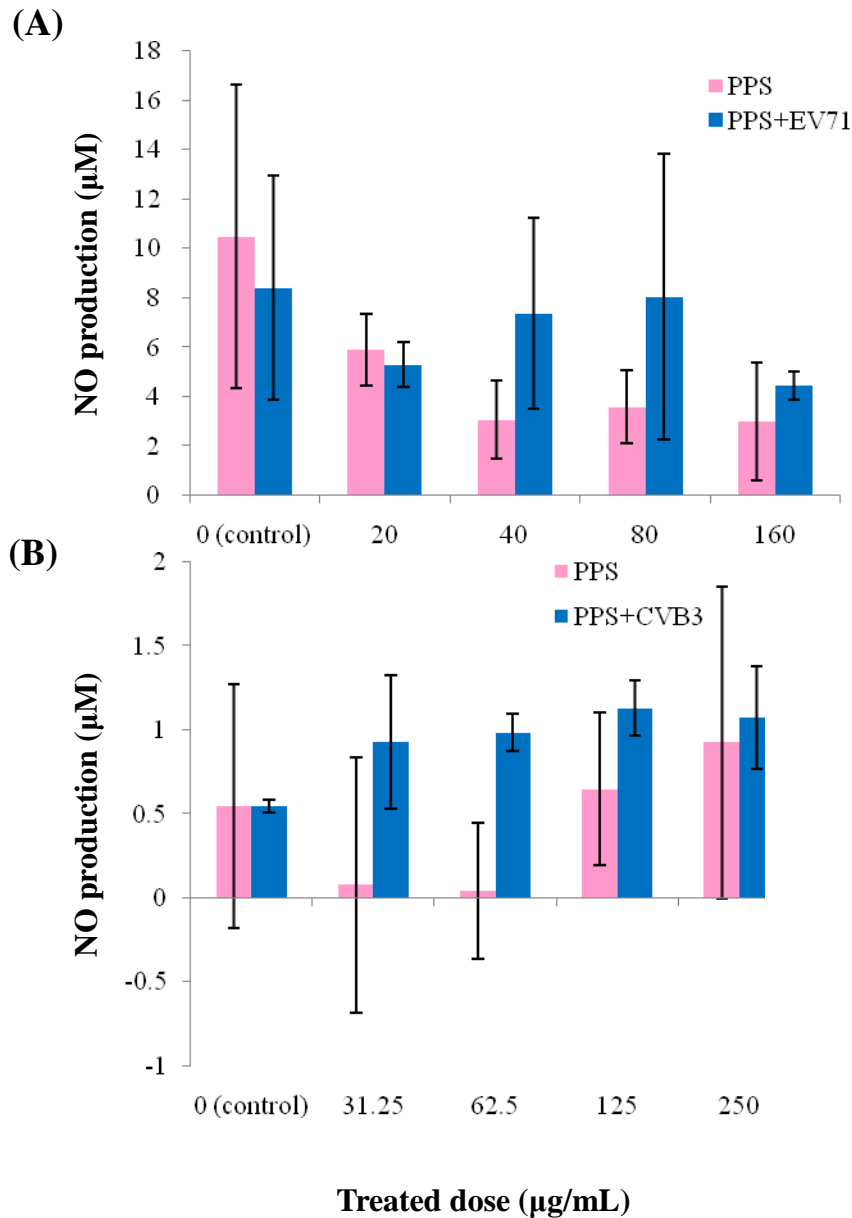 (A)
18
16
14
12
10
8
6
4
2
0
NO production (µM)
PPS
PPS+EV71
0 (control) 20 40 80 160
(B)
2
1.5
1
0.5
0
-0.5
-1
NO production (µM)
PPS
PPS+CVB3
0 (control) 31.25 62.5 125 250
Treated dose (µg/mL)